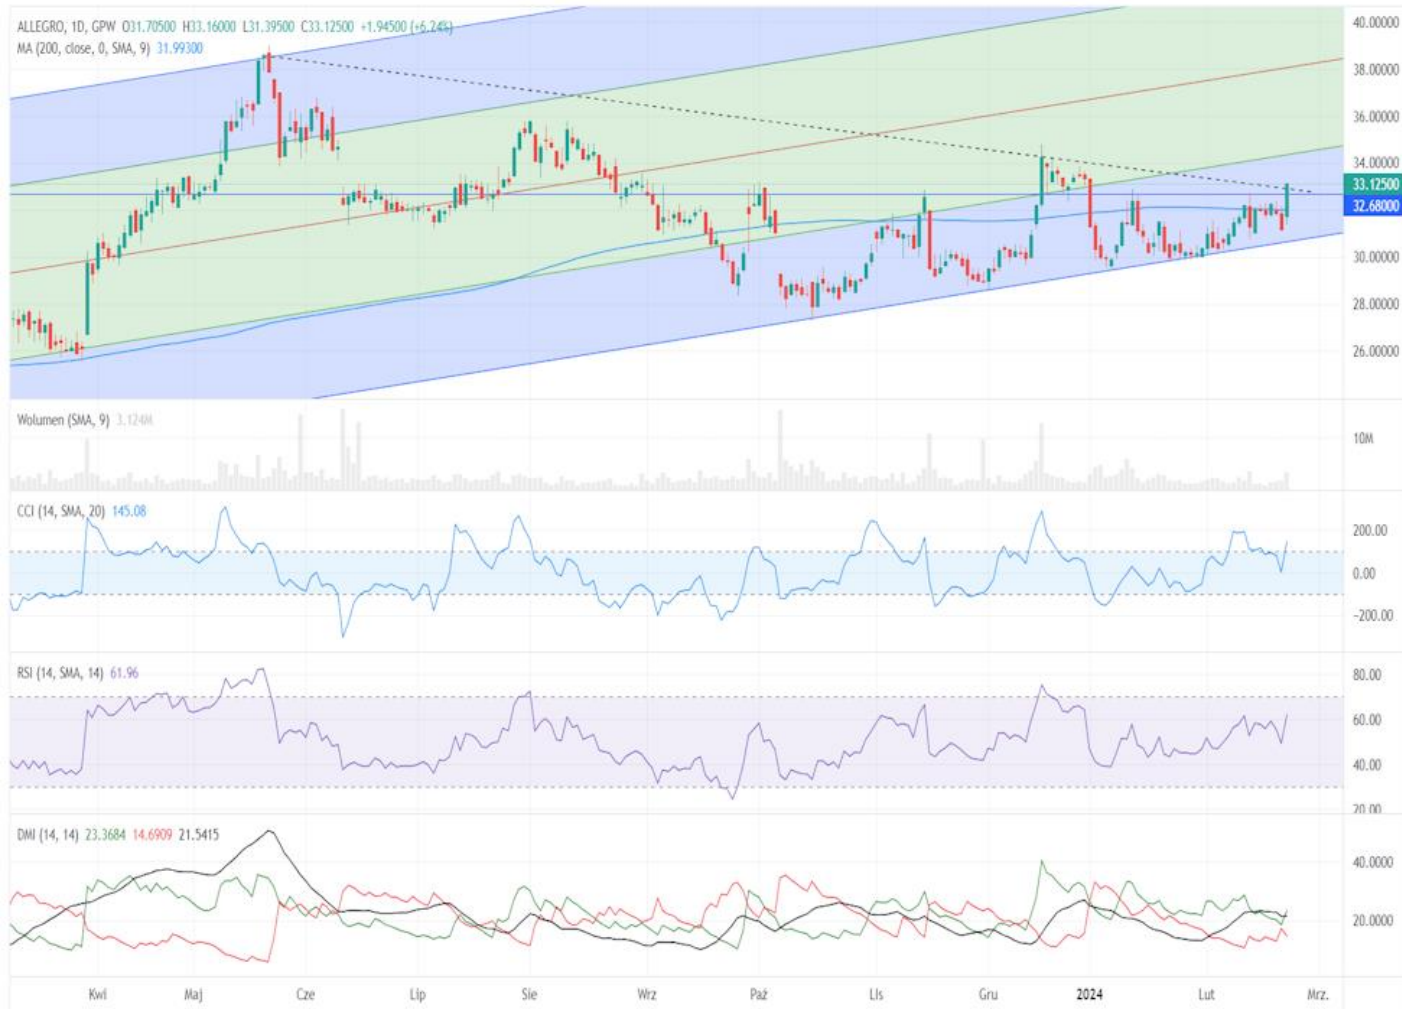 ALLEGRO, 1D, GPW O31.70500 H33.16000 L31.39500 C33.12500 +1.94500 (+6.24%)
MA (200, close, 0, SMA, 9) 31.99300
40.00000
38.00000
36.00000
34.00000
33.12500
32.68000
30.00000
28.00000
26.00000
Wolumen (SMA, 9) 3.124M
10M
CCI (14, SMA, 20) 145.08
200.00
0.00
-200.00
RSI (14, SMA, 14) 61.96
80.00
60.00
40.00
20.00
DMI (14, 14) 23.3684 14.6909 21.5415
40.0000
20.0000
Kwi Maj Cze Lip Sie Wrz Paź Lis Gru 2024 Lut Mrz.